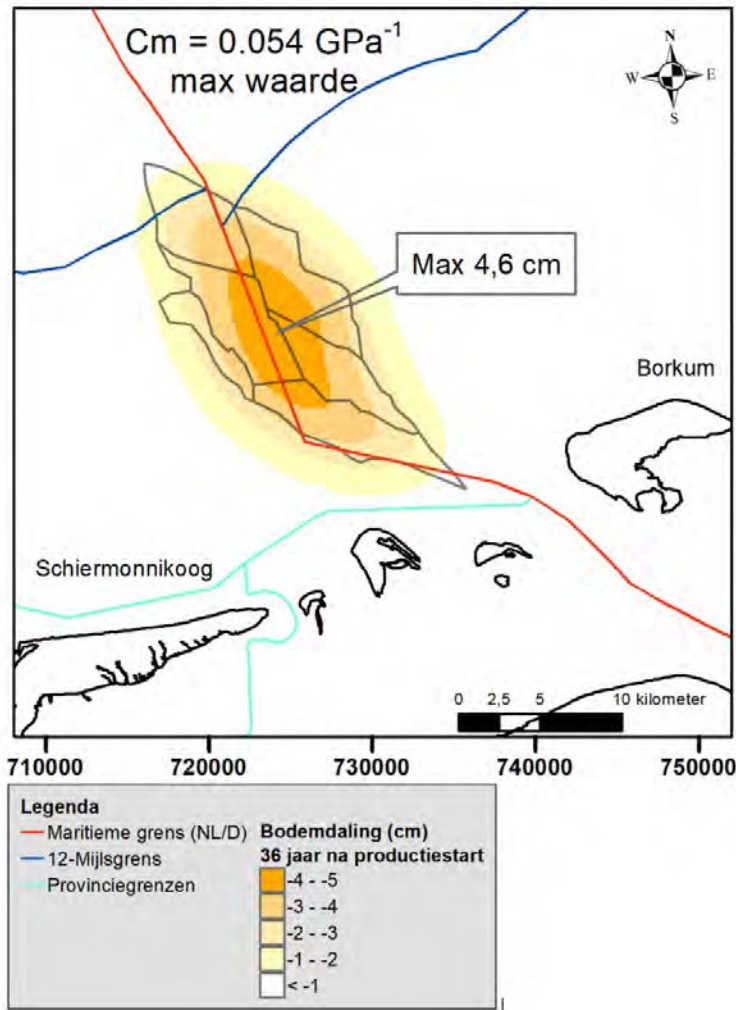 Cm = 0.054 GPa⁻¹
max waarde
N
W E
S
Max 4,6 cm
Borkum
Schiermonnikoog
0 2,5 5 10 kilometer
710000 720000 730000 740000 750000
Legenda
Maritieme grens (NL/D)
12-Mijlsgrens
Provinciegrenzen
Bodemdaling (cm)
36 jaar na productiestart
-4 - -5
-3 - -4
-2 - -3
-1 - -2
< -1